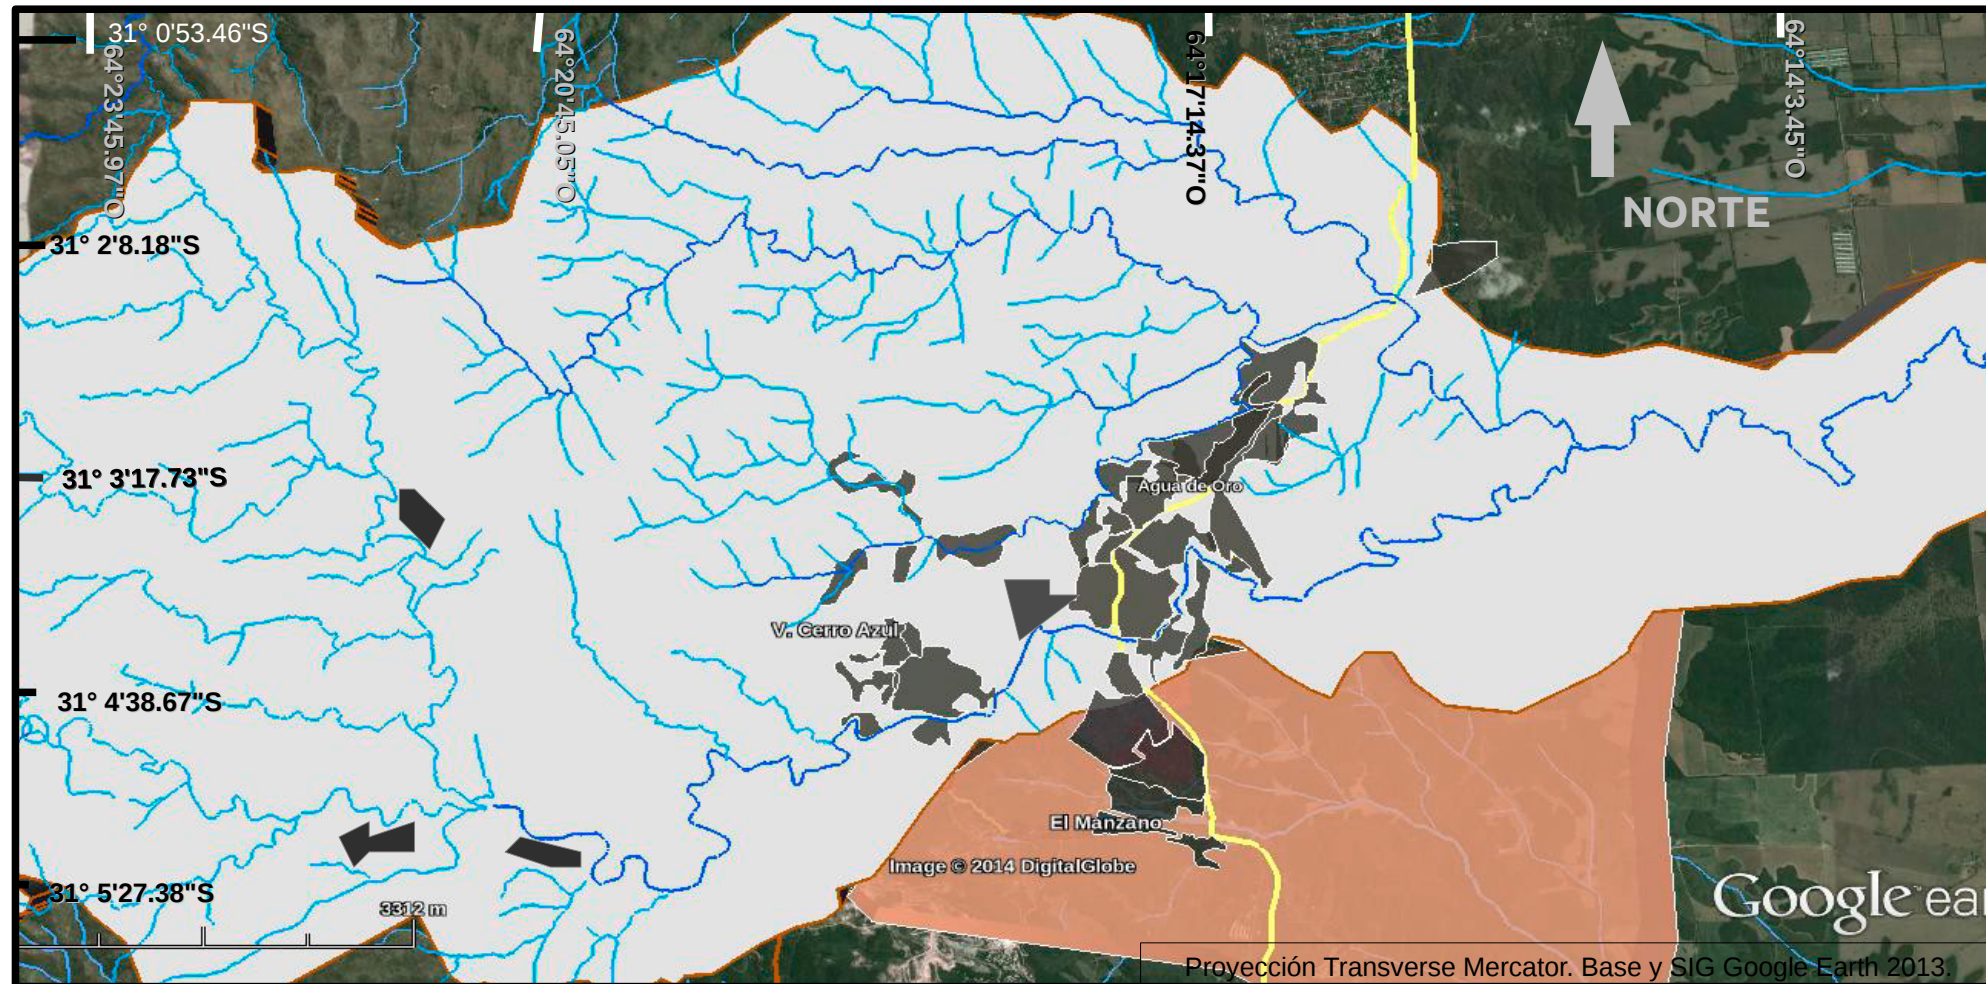 31° 0'53.46"S
64°23'45.97"O
64°20'45.05"O
64°17'14.37"O
64°14'3.45"O
NORTE
31° 2'8.18"S
31° 3'17.73"S
Agua de Oro
V. Cerro Azul
31° 4'38.67"S
El Manzano
Image © 2014 DigitalGlobe
31° 5'27.38"S
3312 m
Google ear
Proyección Transverse Mercator. Base y SIG Google Earth 2013.